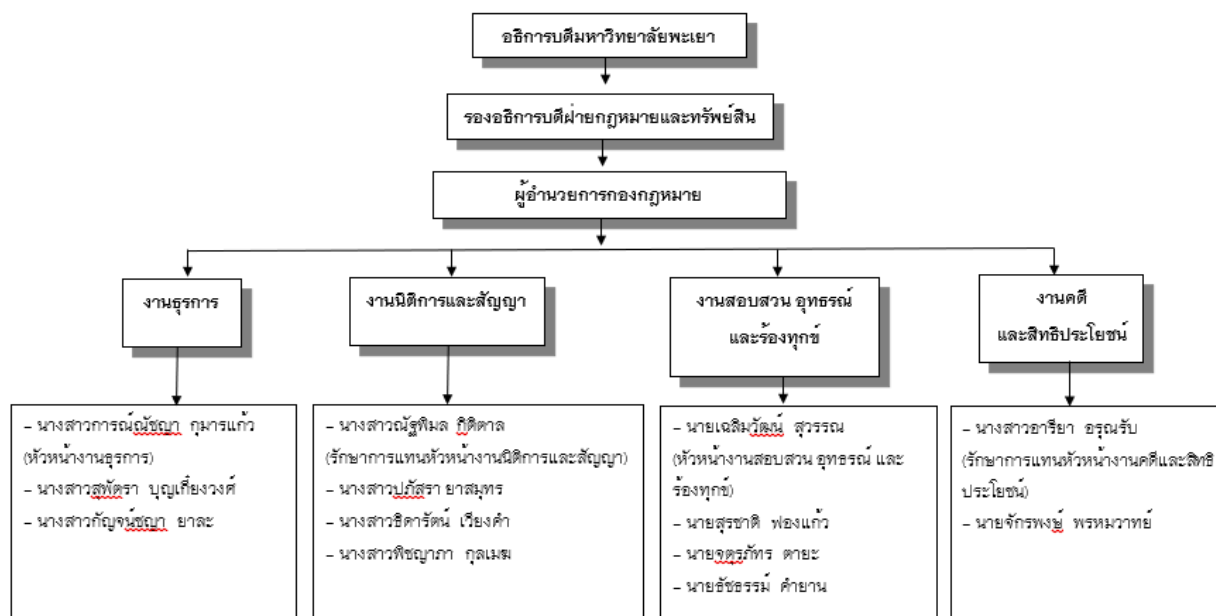 อธิการบดีมหาวิทยาลัยพะเยา
รองอธิการบดีฝ่ายกฎหมายและทรัพย์สิน
ผู้อำนวยการกองกฎหมาย
งานธุรการ
งานนิติการและสัญญา
งานสอบสวน อุทธรณ์
และร้องทุกข์
งานคดี
และสิทธิประโยชน์
– นางสาวการณ์ณัชญา กุมารแก้ว
(หัวหน้างานธุรการ)
– นางสาวสุพัตรา บุญเกี๋ยงวงศ์
– นางสาวกัญจน์ชญา ยาละ
– นางสาวณัฐพิมล กิติตาล
(รักษาการแทนหัวหน้างานนิติการและสัญญา)
– นางสาวปภัสรา ยาสมุทร
– นางสาวธิดารัตน์ เวียงคำ
– นางสาวพิชญาภา กุลเมฆ
– นายเฉลิมวัฒน์ สุวรรณ
(หัวหน้างานสอบสวน อุทธรณ์ และ
ร้องทุกข์)
– นายสุรชาติ ฟองแก้ว
– นายจตุรภัทร ตายะ
– นายธัชธรรม์ คำยาน
– นางสาวอารียา อรุณรับ
(รักษาการแทนหัวหน้างานคดีและสิทธิ
ประโยชน์)
– นายจักรพงษ์ พรหมวาทย์